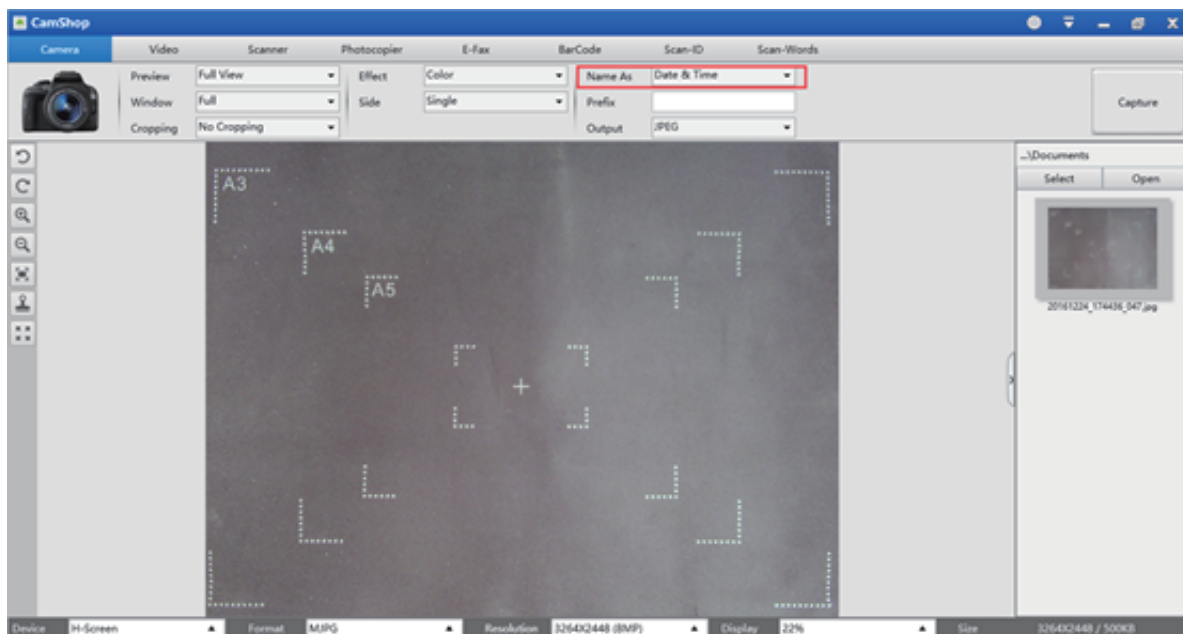 CamShop
Camera Video Scanner Photocopier E-Fax BarCode Scan-ID Scan-Words
Preview Full View Effect Color Name As Date & Time
Window Full Side Single Prefix Capture
Cropping No Cropping Output JPEG
...\Documents
Select Open
A3
A4
A5
20161224_174436_047.jpg
Device H-Screen Format MJPG Resolution 3264X2448 (8MP) Display 22% Size 3264X2448 / 500KB